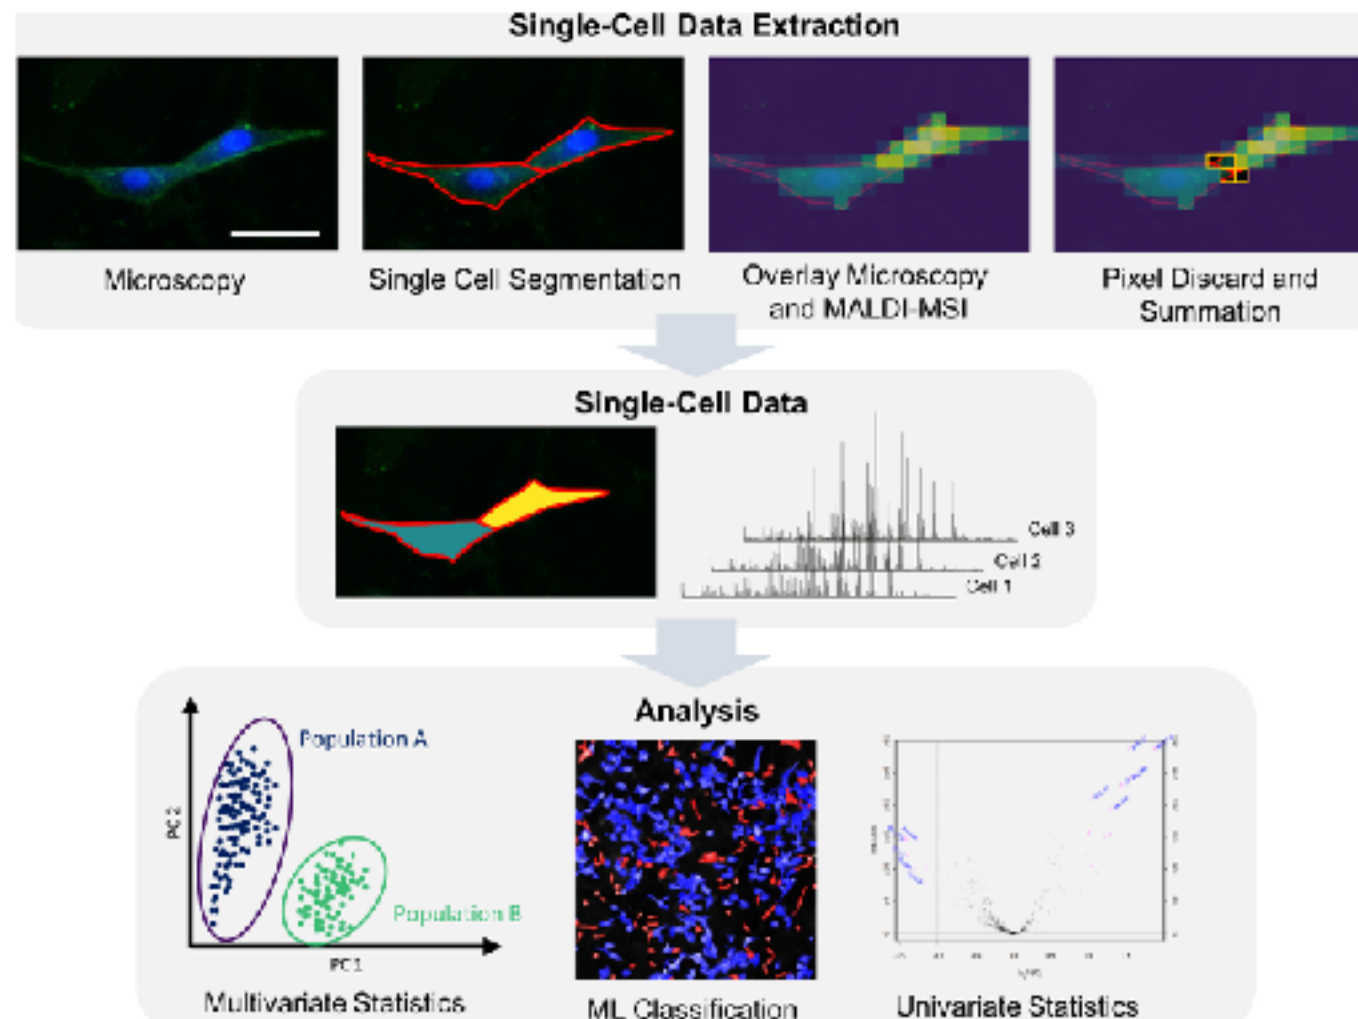 Single-Cell Data Extraction
Microscopy
Single Cell Segmentation
Overlay Microscopy
and MALDI-MSI
Pixel Discard and
Summation
Single-Cell Data
Cell 3
Cell 2
Cell 1
Analysis
Population A
Population B
PC 2
PC 1
Multivariate Statistics
ML Classification
Univariate Statistics